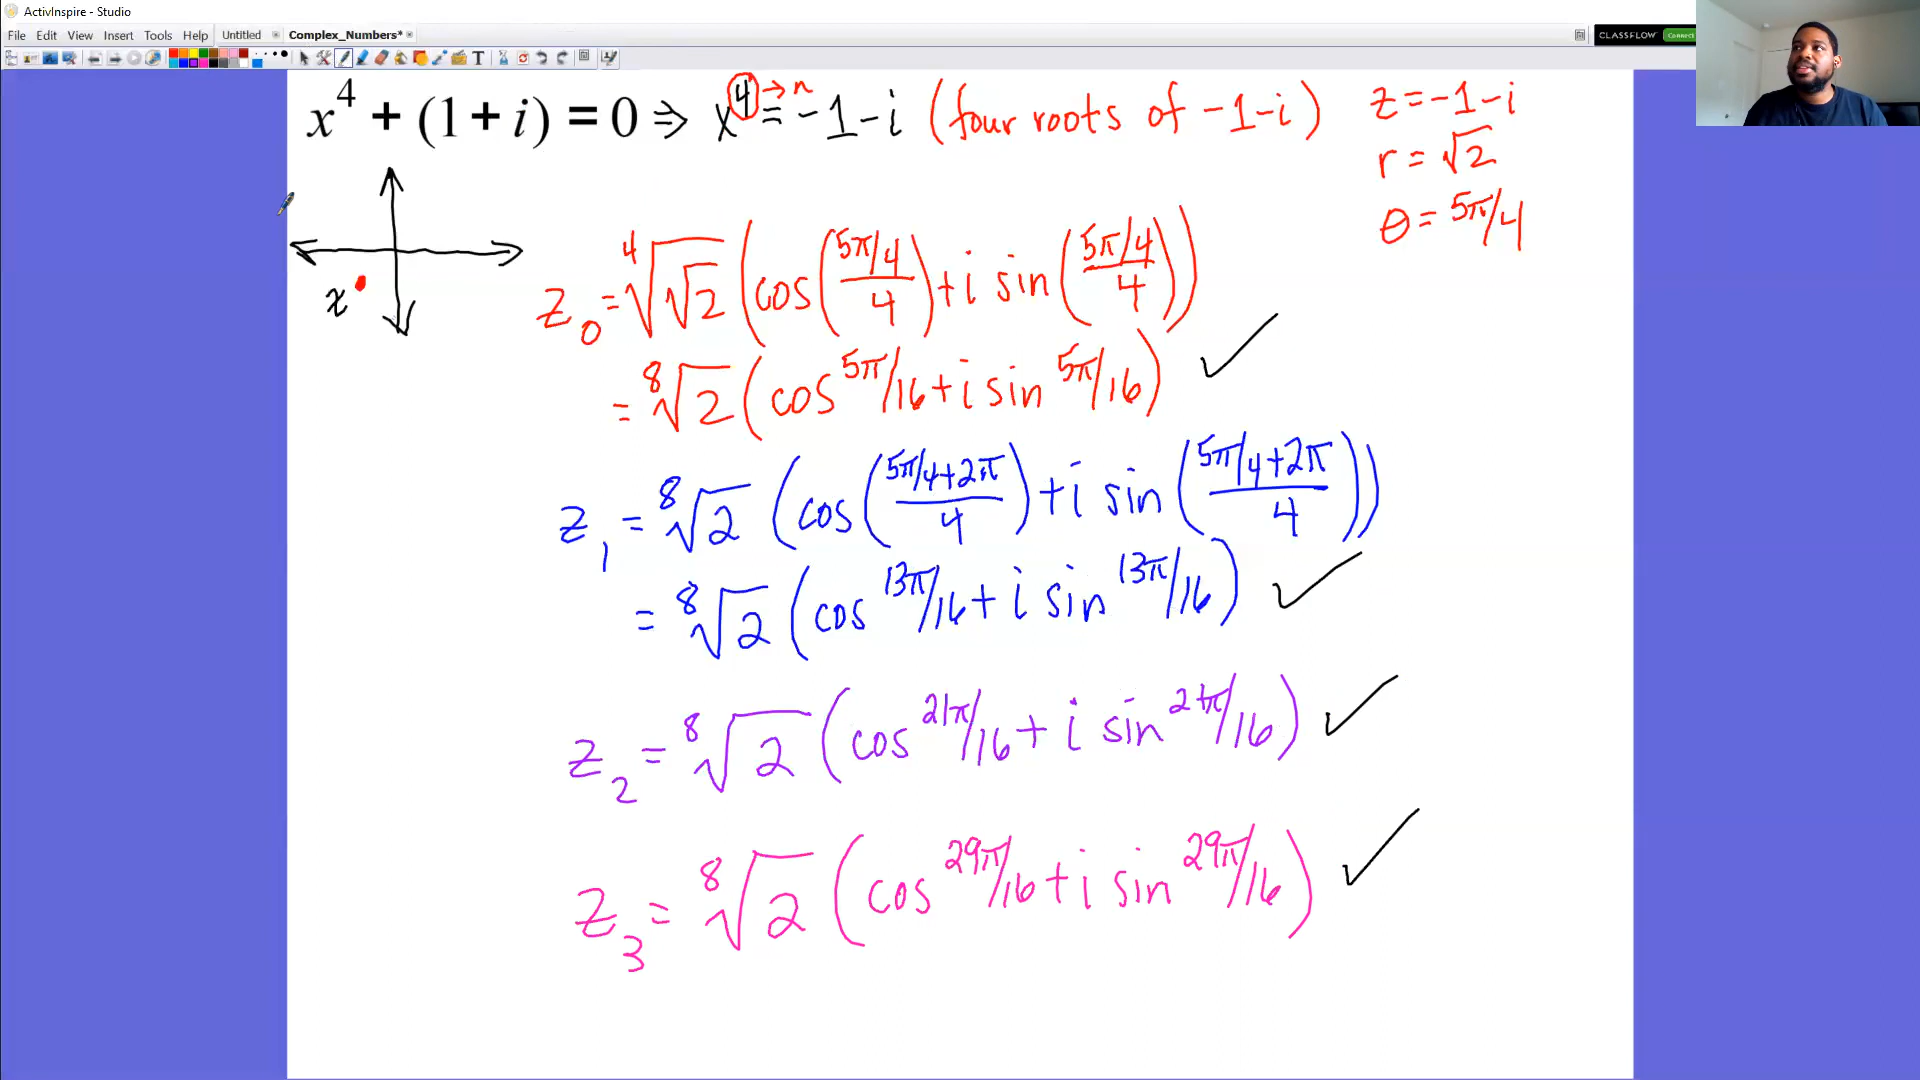 ActivInspire - Studio
File Edit View Insert Tools Help Untitled Complex_Numbers*
CLASSFLOW Connect
x⁴ + (1 + i) = 0 ⇒ x⁴ = -1 - i (four roots of -1-i)
→ n
z = -1 - i
r = √2
θ = 5π/4
z
z₀ = ⁴√√2 (cos((5π/4)/4) + i sin((5π/4)/4))
= ⁸√2 (cos 5π/16 + i sin 5π/16) ✓
z₁ = ⁸√2 (cos((5π/4+2π)/4) + i sin((5π/4+2π)/4))
= ⁸√2 (cos 13π/16 + i sin 13π/16) ✓
z₂ = ⁸√2 (cos 21π/16 + i sin 21π/16) ✓
z₃ = ⁸√2 (cos 29π/16 + i sin 29π/16) ✓